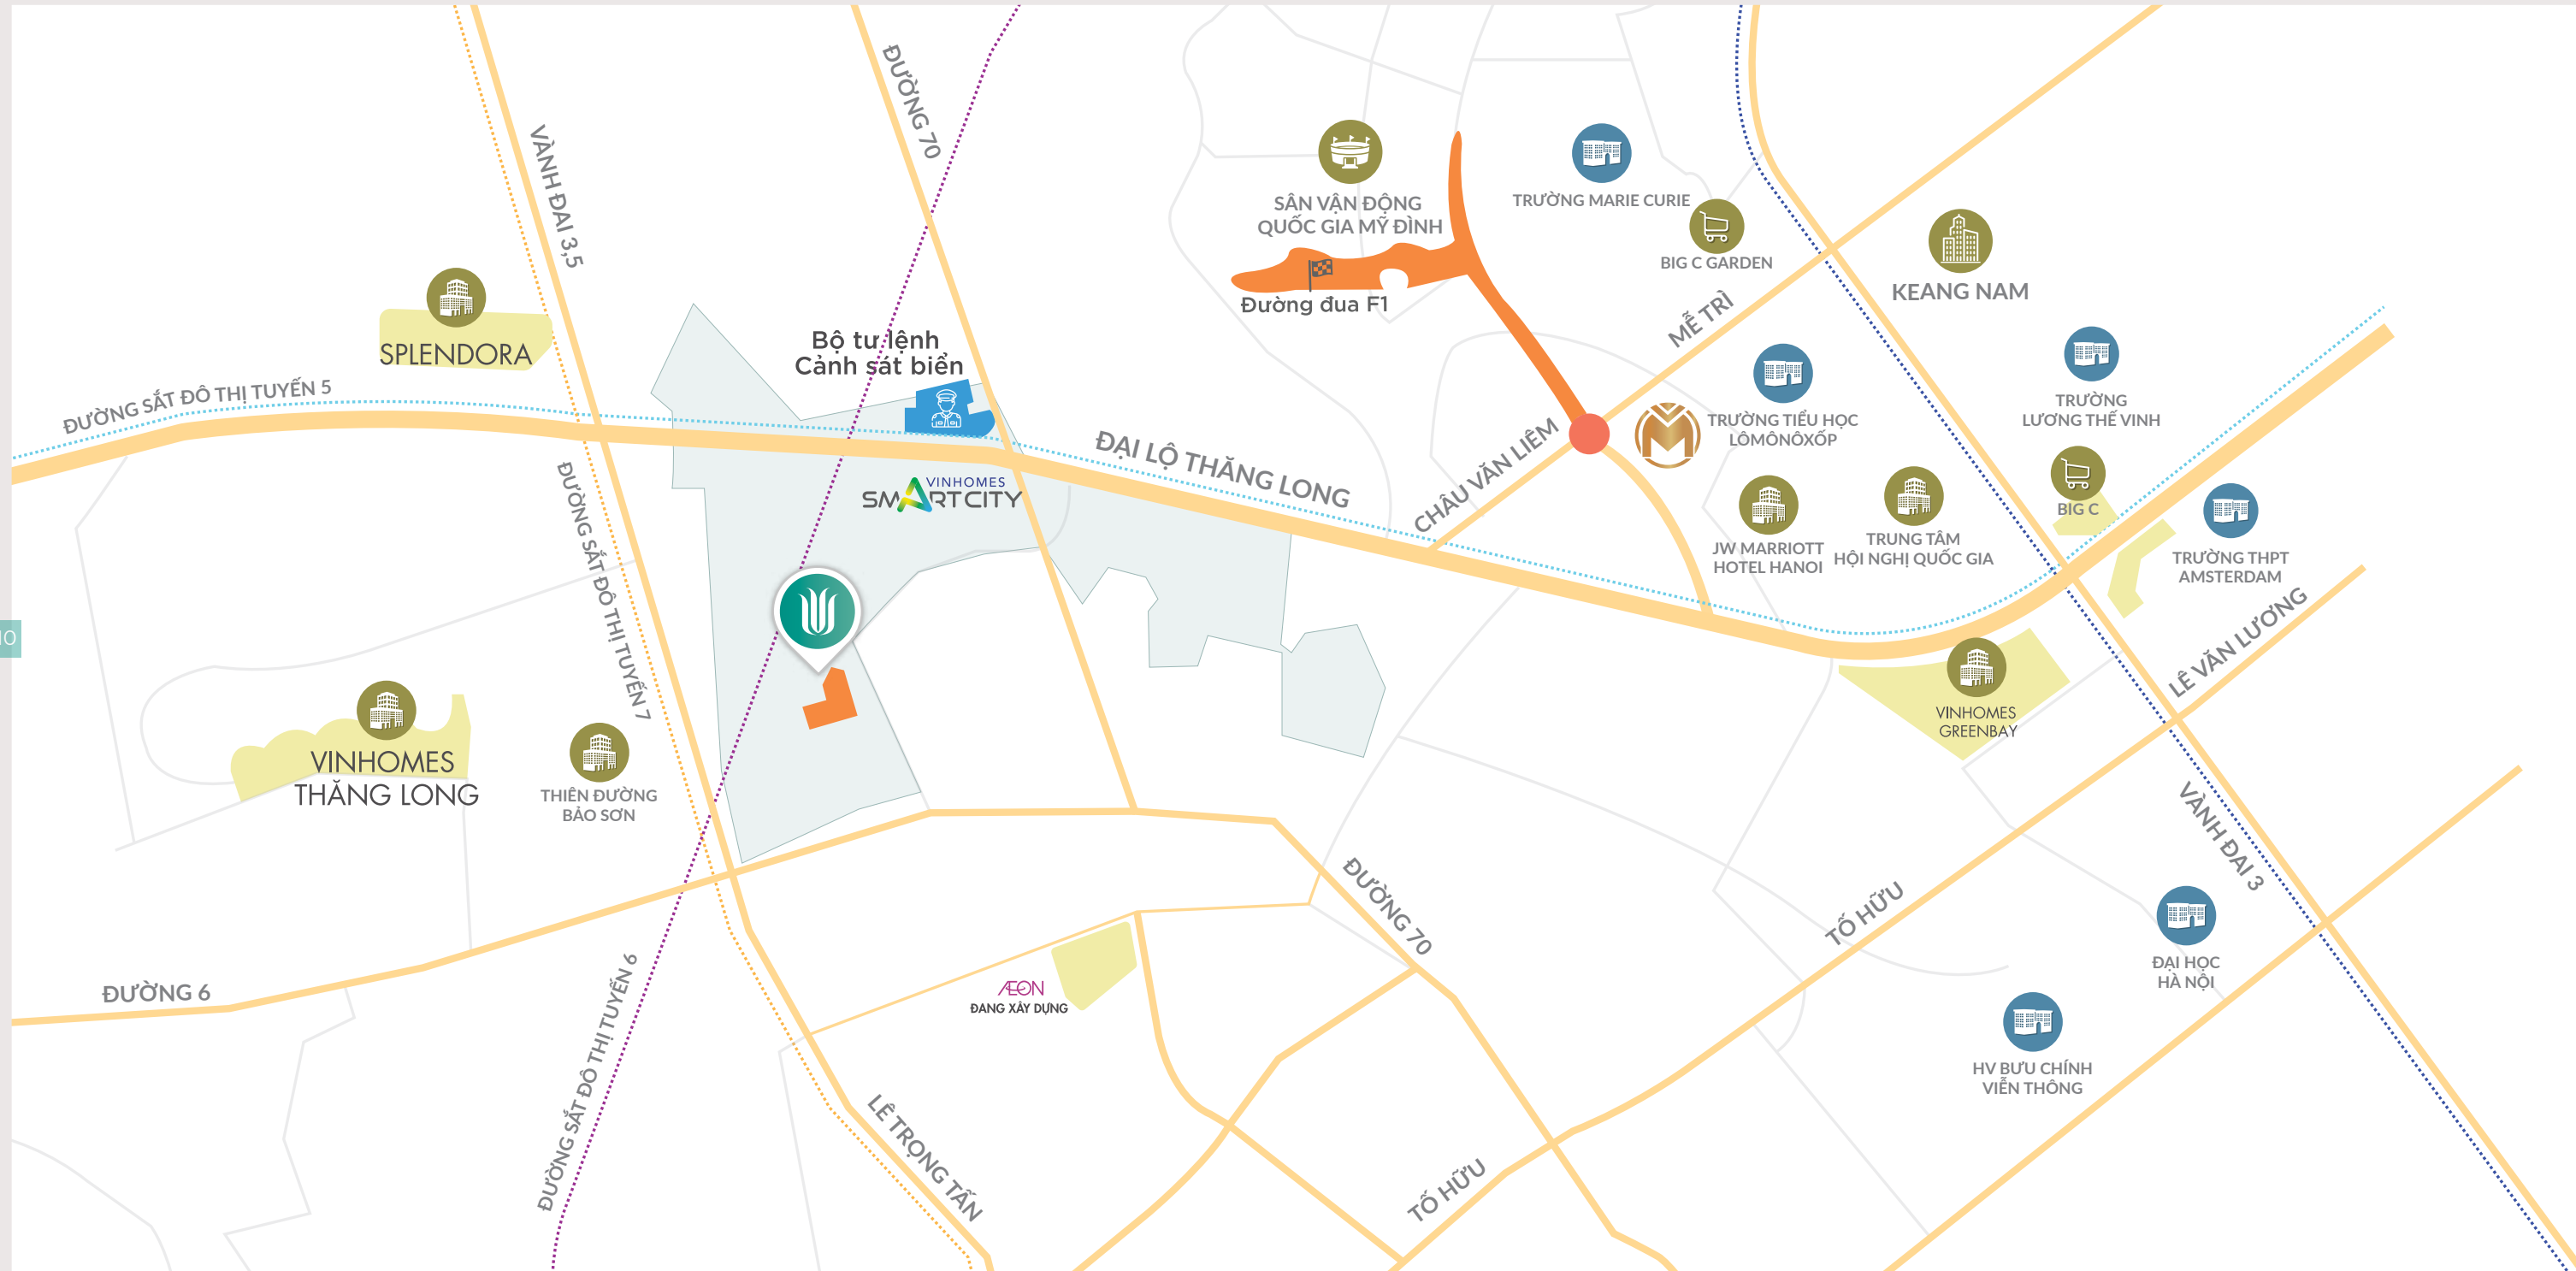 ĐƯỜNG 70
VÀNH ĐAI 3,5
SÂN VẬN ĐỘNG
QUỐC GIA MỸ ĐÌNH
Đường đua F1
TRƯỜNG MARIE CURIE
BIG C GARDEN
MỄ TRÌ
KEANG NAM
SPLENDORA
Bộ tư lệnh
Cảnh sát biển
ĐƯỜNG SẮT ĐÔ THỊ TUYẾN 5
TRƯỜNG
LƯƠNG THẾ VINH
TRƯỜNG TIỂU HỌC
LÔMÔNÔXỐP
M
CHÂU VĂN LIÊM
ĐẠI LỘ THĂNG LONG
VINHOMES
SMARTCITY
BIG C
JW MARRIOTT
HOTEL HANOI
TRUNG TÂM
HỘI NGHỊ QUỐC GIA
TRƯỜNG THPT
AMSTERDAM
ĐƯỜNG SẮT ĐÔ THỊ TUYẾN 7
LÊ VĂN LƯƠNG
10
VINHOMES
GREENBAY
VINHOMES
THĂNG LONG
THIÊN ĐƯỜNG
BẢO SƠN
VÀNH ĐAI 3
ĐƯỜNG 70
TỐ HỮU
ĐẠI HỌC
HÀ NỘI
ĐƯỜNG 6
ĐƯỜNG SẮT ĐÔ THỊ TUYẾN 6
ÆON
ĐANG XÂY DỰNG
HV BƯU CHÍNH
VIỄN THÔNG
LÊ TRỌNG TẤN
TỐ HỮU